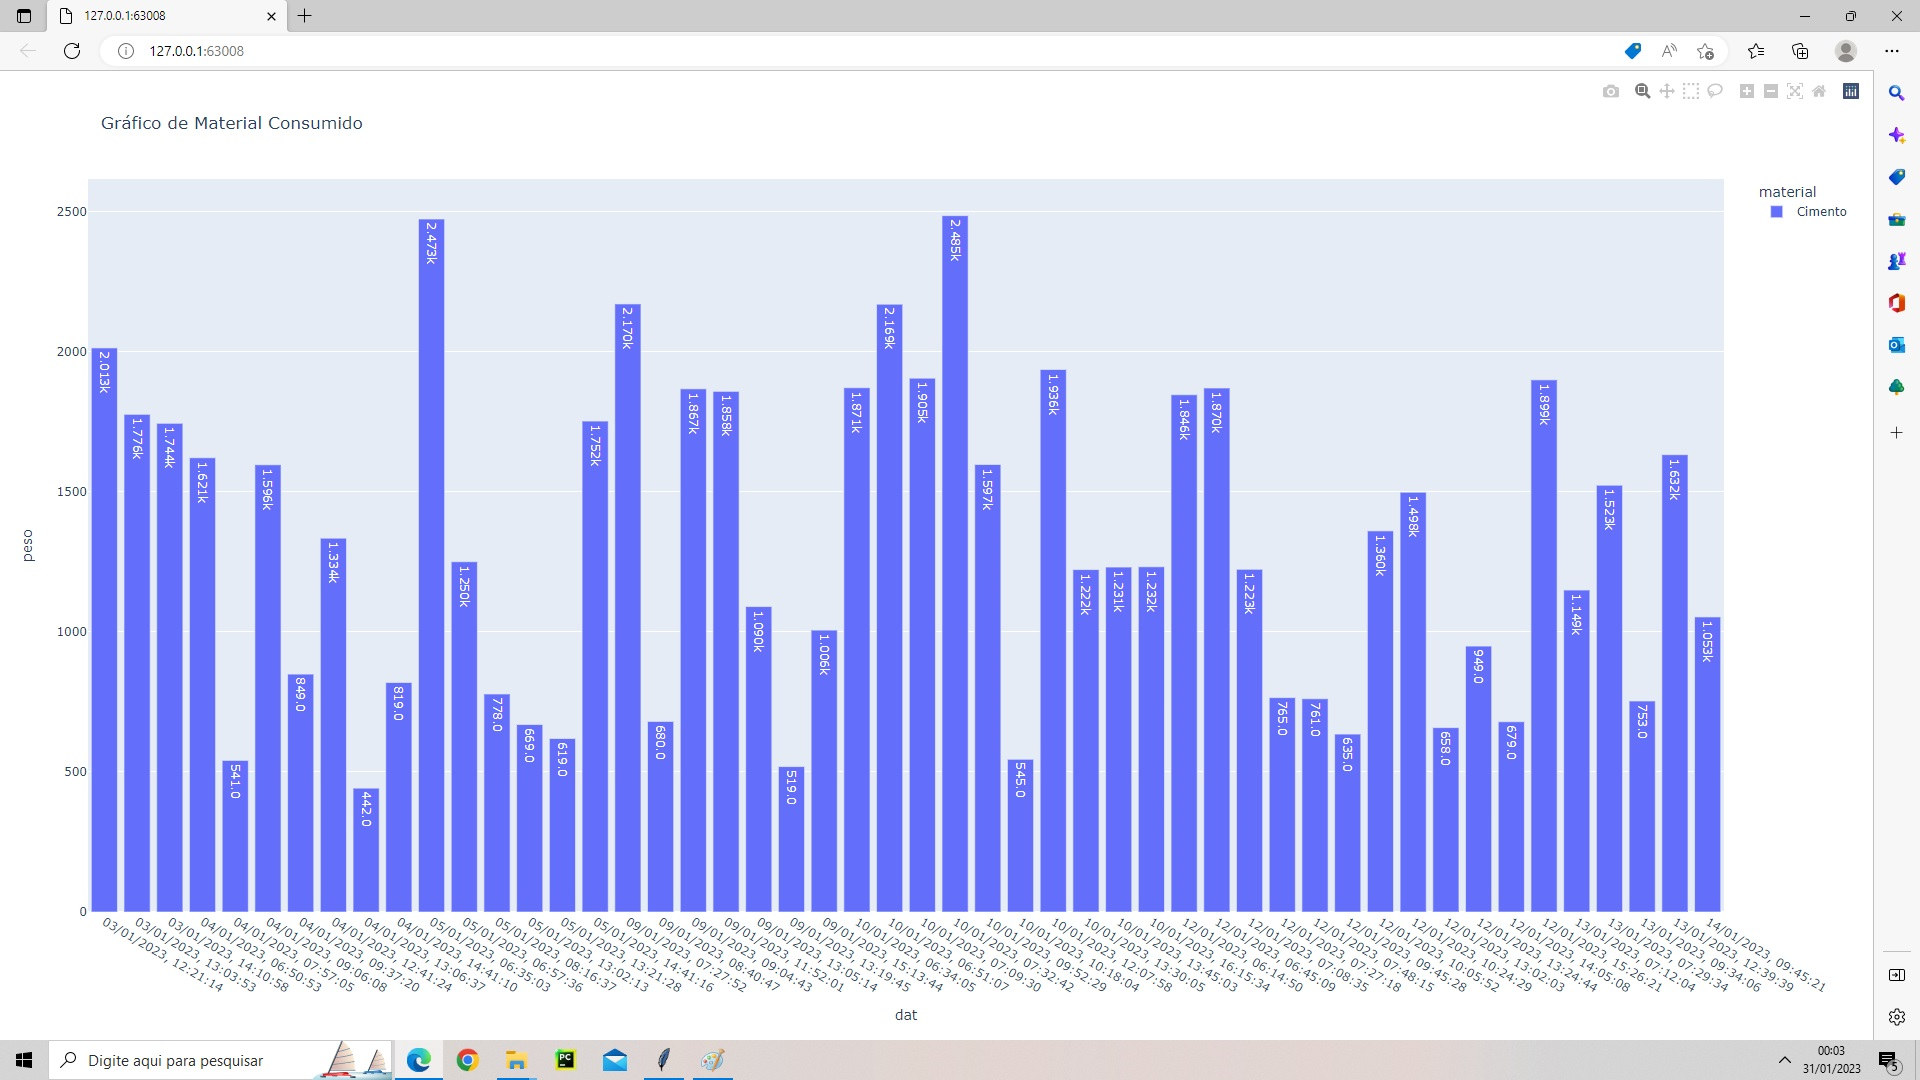 127.0.0.1:63008
127.0.0.1:63008
Gráfico de Material Consumido
material
Cimento
peso
2500
2000
1500
1000
500
0
2.013k
1.776k
1.744k
1.621k
541.0
1.596k
849.0
1.334k
442.0
819.0
2.473k
1.250k
778.0
669.0
619.0
1.752k
2.170k
680.0
1.867k
1.858k
1.090k
519.0
1.006k
1.871k
2.169k
1.905k
2.485k
1.597k
545.0
1.936k
1.222k
1.231k
1.232k
1.846k
1.870k
1.223k
765.0
761.0
635.0
1.360k
1.498k
658.0
949.0
679.0
1.899k
1.149k
1.523k
753.0
1.632k
1.053k
03/01/2023, 12:21:14
03/01/2023, 13:03:53
03/01/2023, 14:10:58
04/01/2023, 06:50:53
04/01/2023, 07:57:05
04/01/2023, 09:06:08
04/01/2023, 09:37:20
04/01/2023, 12:41:24
04/01/2023, 13:06:37
04/01/2023, 14:41:10
05/01/2023, 06:35:03
05/01/2023, 06:57:36
05/01/2023, 08:16:37
05/01/2023, 13:02:13
05/01/2023, 13:21:28
05/01/2023, 14:41:16
09/01/2023, 07:27:52
09/01/2023, 08:40:47
09/01/2023, 09:04:43
09/01/2023, 11:52:01
09/01/2023, 13:05:14
09/01/2023, 13:19:45
09/01/2023, 15:13:44
10/01/2023, 06:34:05
10/01/2023, 06:51:07
10/01/2023, 07:09:30
10/01/2023, 07:32:42
10/01/2023, 09:52:29
10/01/2023, 10:18:04
10/01/2023, 12:07:58
10/01/2023, 13:30:05
10/01/2023, 13:45:03
10/01/2023, 16:15:34
12/01/2023, 06:14:50
12/01/2023, 06:45:09
12/01/2023, 07:08:35
12/01/2023, 07:27:18
12/01/2023, 07:48:15
12/01/2023, 09:45:28
12/01/2023, 10:05:52
12/01/2023, 10:24:29
12/01/2023, 13:02:03
12/01/2023, 13:24:44
12/01/2023, 14:05:08
12/01/2023, 15:26:21
13/01/2023, 07:12:04
13/01/2023, 07:29:34
13/01/2023, 09:34:06
13/01/2023, 12:39:39
14/01/2023, 09:45:21
dat
Digite aqui para pesquisar
PC
00:03
31/01/2023
5